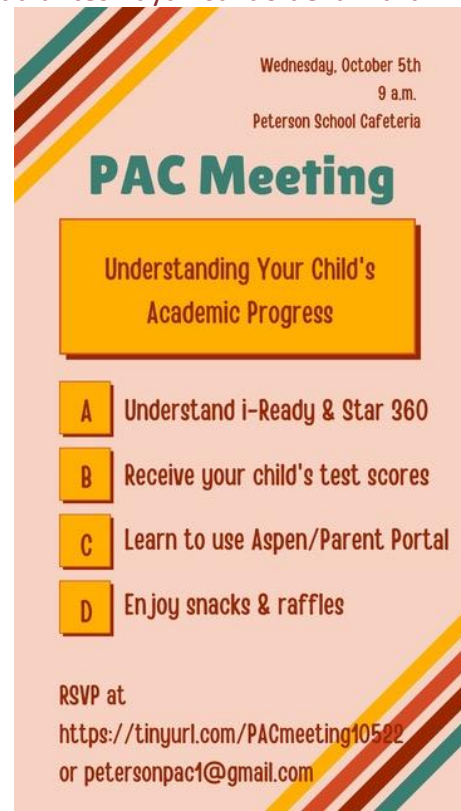 Wednesday, October 5th
9 a.m.
Peterson School Cafeteria
PAC Meeting
Understanding Your Child's
Academic Progress
A Understand i-Ready & Star 360
B Receive your child's test scores
C Learn to use Aspen/Parent Portal
D Enjoy snacks & raffles
RSVP at
https://tinyurl.com/PACmeeting10522
or petersonpac1@gmail.com